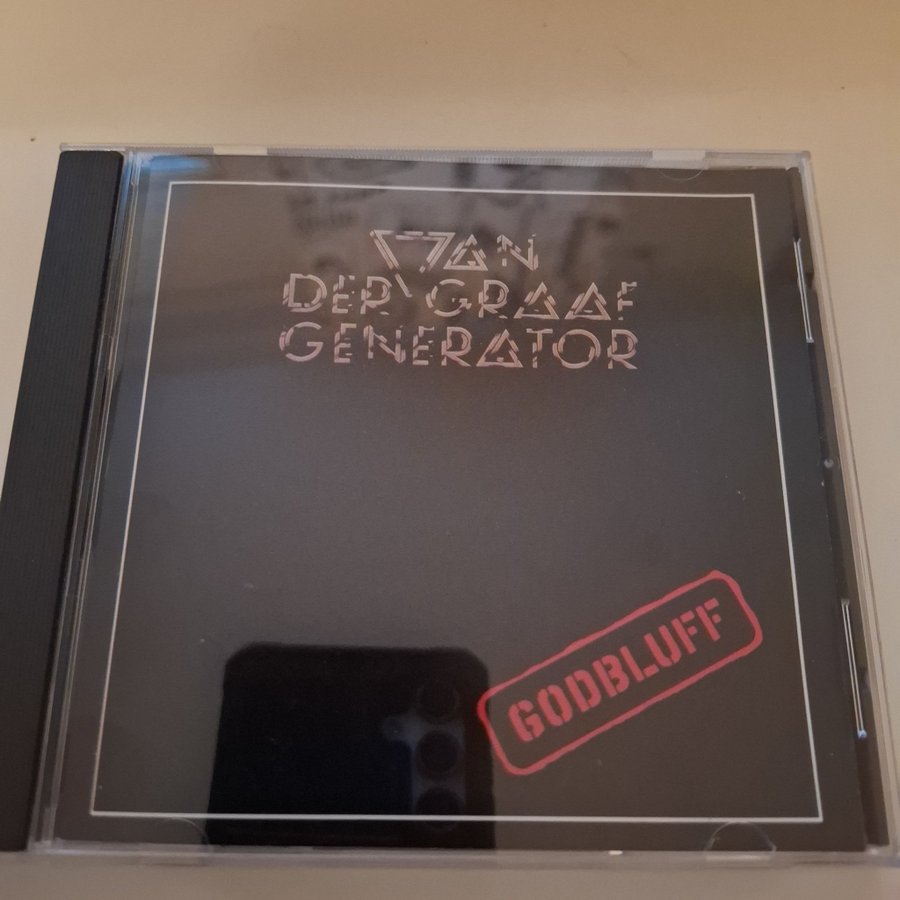 VAN
DER GRAAF
GENERATOR
GODBLUFF